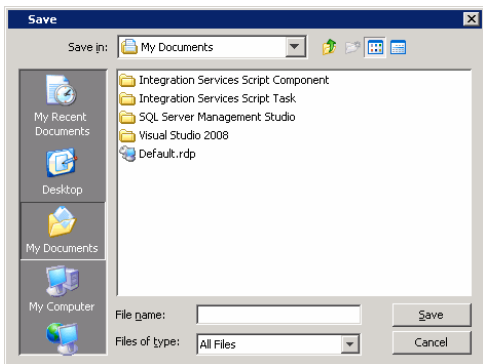 Save
Save in:
My Documents
My Recent
Documents
Desktop
My Documents
My Computer
Integration Services Script Component
Integration Services Script Task
SQL Server Management Studio
Visual Studio 2008
Default.rdp
File name:
Save
Files of type:
All Files
Cancel